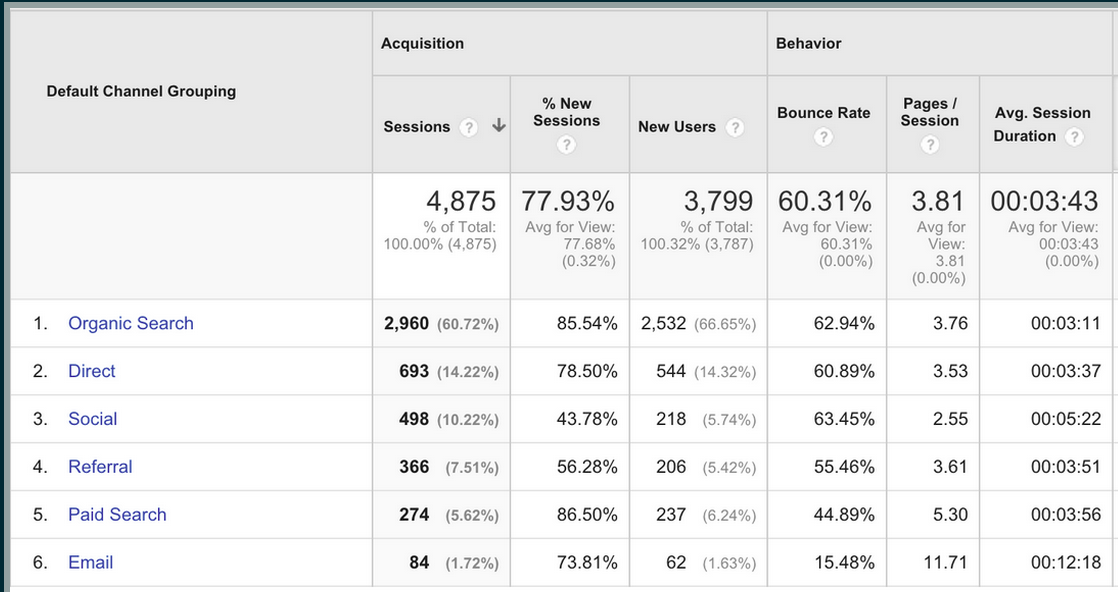 Acquisition
Behavior
Default Channel Grouping
Sessions ? ↓
% New
Sessions
?
New Users ?
Bounce Rate
?
Pages /
Session
?
Avg. Session
Duration ?
4,875
% of Total:
100.00% (4,875)
77.93%
Avg for View:
77.68%
(0.32%)
3,799
% of Total:
100.32% (3,787)
60.31%
Avg for View:
60.31%
(0.00%)
3.81
Avg for
View:
3.81
(0.00%)
00:03:43
Avg for View:
00:03:43
(0.00%)
1. Organic Search 2,960 (60.72%) 85.54% 2,532 (66.65%) 62.94% 3.76 00:03:11
2. Direct 693 (14.22%) 78.50% 544 (14.32%) 60.89% 3.53 00:03:37
3. Social 498 (10.22%) 43.78% 218 (5.74%) 63.45% 2.55 00:05:22
4. Referral 366 (7.51%) 56.28% 206 (5.42%) 55.46% 3.61 00:03:51
5. Paid Search 274 (5.62%) 86.50% 237 (6.24%) 44.89% 5.30 00:03:56
6. Email 84 (1.72%) 73.81% 62 (1.63%) 15.48% 11.71 00:12:18